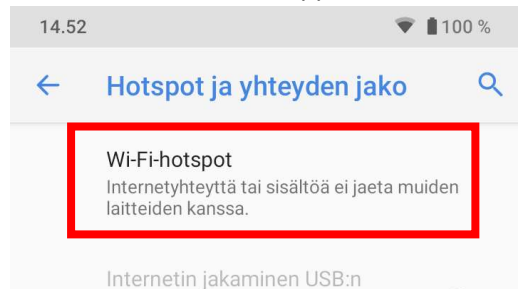 14.52 100 %
Hotspot ja yhteyden jako
Wi-Fi-hotspot
Internetyhteyttä tai sisältöä ei jaeta muiden
laitteiden kanssa.
Internetin jakaminen USB:n